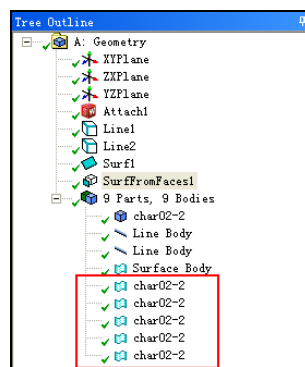 Tree Outline
A: Geometry
XYPlane
ZXPlane
YZPlane
Attach1
Line1
Line2
Surf1
SurfFromFaces1
9 Parts, 9 Bodies
char02-2
Line Body
Line Body
Surface Body
char02-2
char02-2
char02-2
char02-2
char02-2